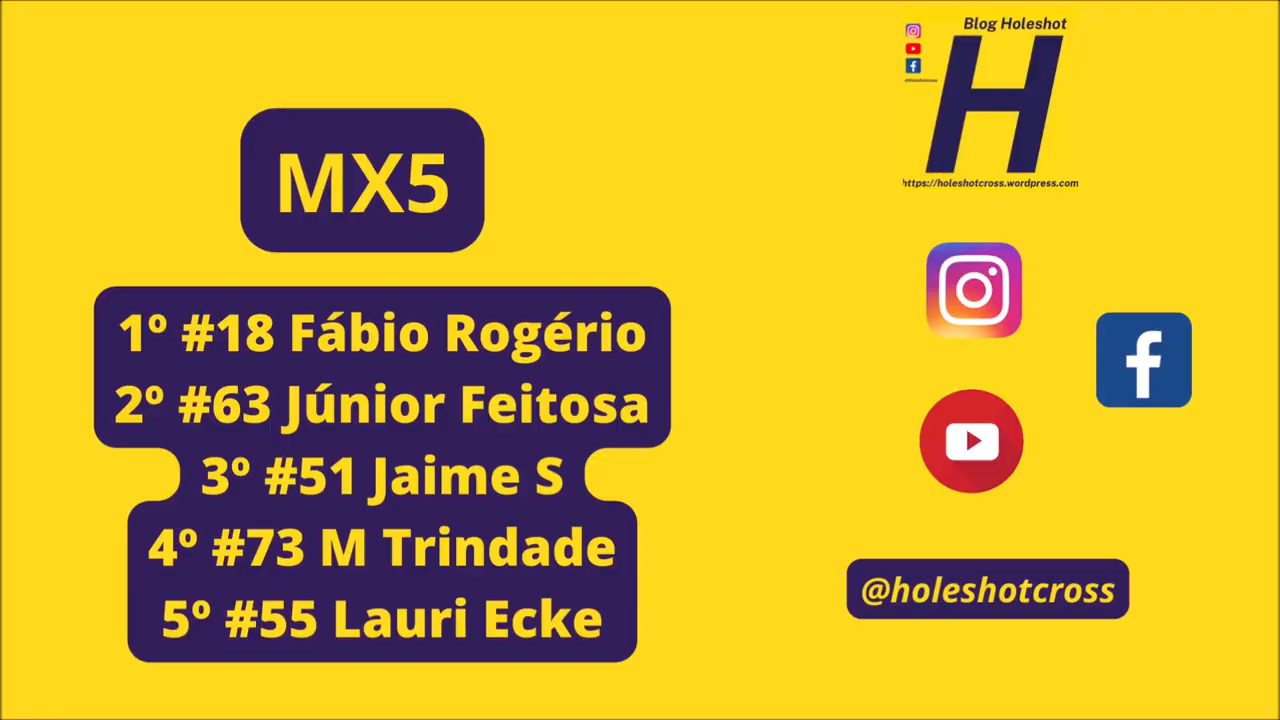 Blog Holeshot
H
@holeshotcross
https://holeshotcross.wordpress.com
MX5
1º #18 Fábio Rogério
2º #63 Júnior Feitosa
3º #51 Jaime S
4º #73 M Trindade
5º #55 Lauri Ecke
@holeshotcross